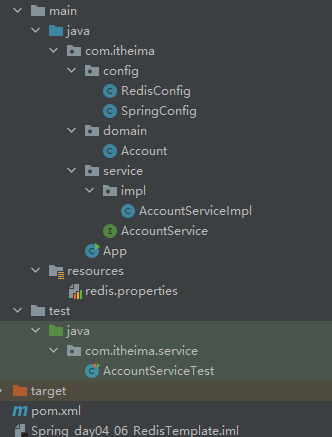 main
java
com.itheima
config
RedisConfig
SpringConfig
domain
Account
service
impl
AccountServiceImpl
AccountService
App
resources
redis.properties
test
java
com.itheima.service
AccountServiceTest
target
pom.xml
Spring_day04_06_RedisTemplate.iml